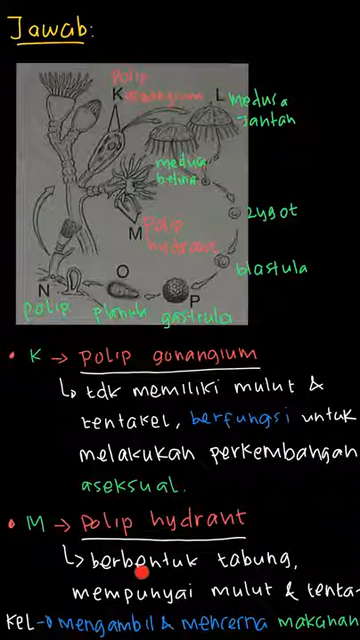 Jawab:
polip
K gonangium L medusa
jantan
medusa
betina
M polip
hydrant
zygot
blastula
N O P
polip planula gastrula
• K → polip gonangium
↳ tdk memiliki mulut &
tentakel, berfungsi untuk
melakukan perkembangan
aseksual.
• M → polip hydrant
↳ berbentuk tabung,
mempunyai mulut & tenta-
kel → mengambil & mencerna makanan